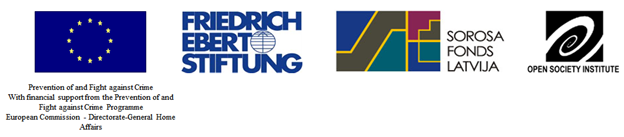 FRIEDRICH
EBERT
STIFTUNG
SOROSA
FONDS
LATVIJA
OPEN SOCIETY INSTITUTE
Prevention of and Fight against Crime
With financial support from the Prevention of and
Fight against Crime Programme
European Commission - Directorate-General Home
Affairs